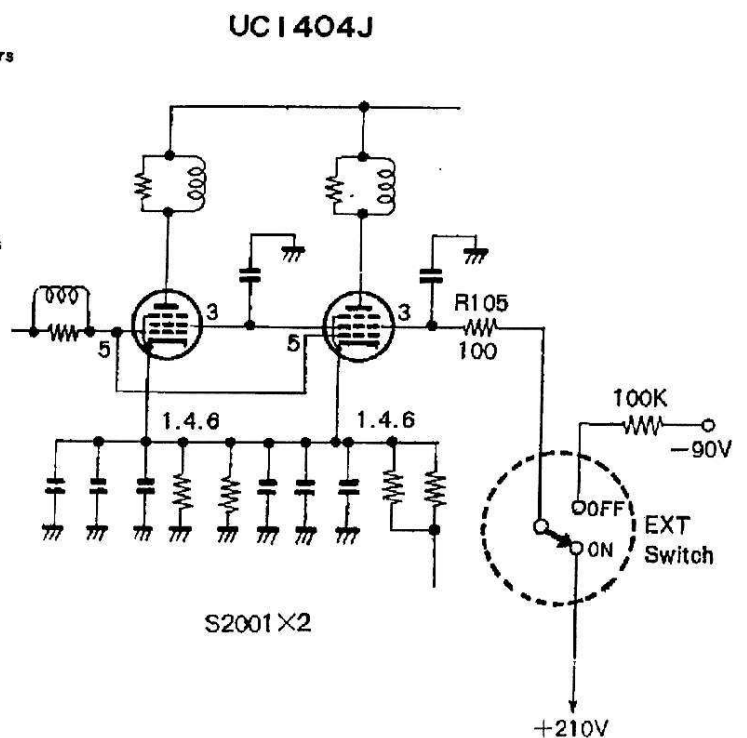 UC1404J
rs
s
3
3
5
5
R105
100
1.4.6
1.4.6
100K
-90V
OFF
ON
EXT
Switch
S2001×2
+210V